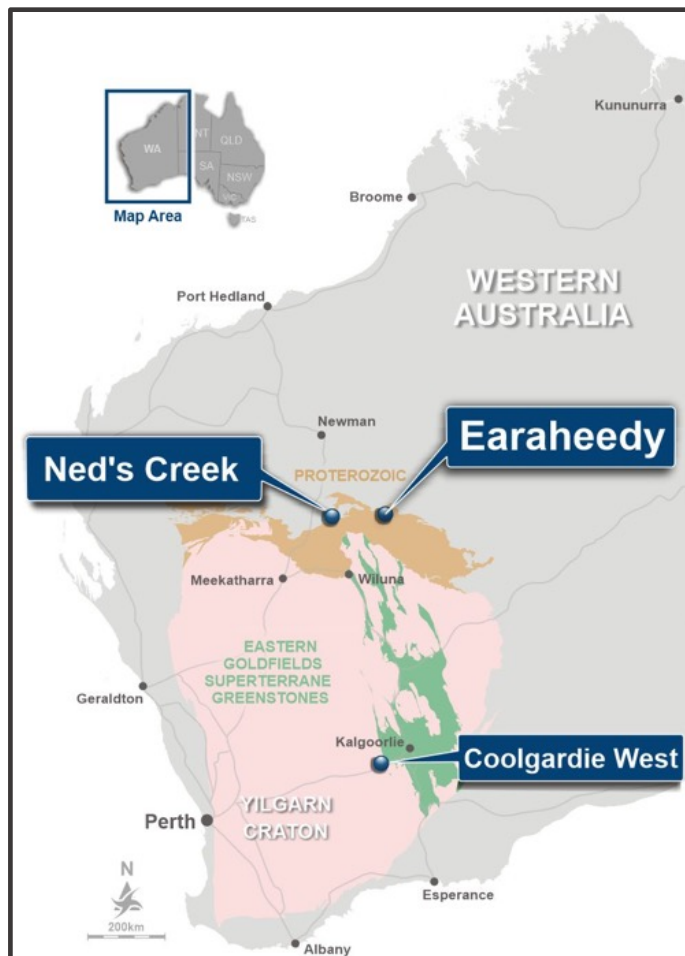 Kununurra
WA
NT
QLD
SA
NSW
TAS
Map Area
Broome
WESTERN
AUSTRALIA
Port Hedland
Newman
Earaheedy
Ned's Creek
PROTEROZOIC
Meekatharra
Wiluna
EASTERN
GOLDFIELDS
SUPERTERRANE
GREENSTONES
Geraldton
Kalgoorlie
Coolgardie West
YILGARN
CRATON
Perth
N
200km
Esperance
Albany